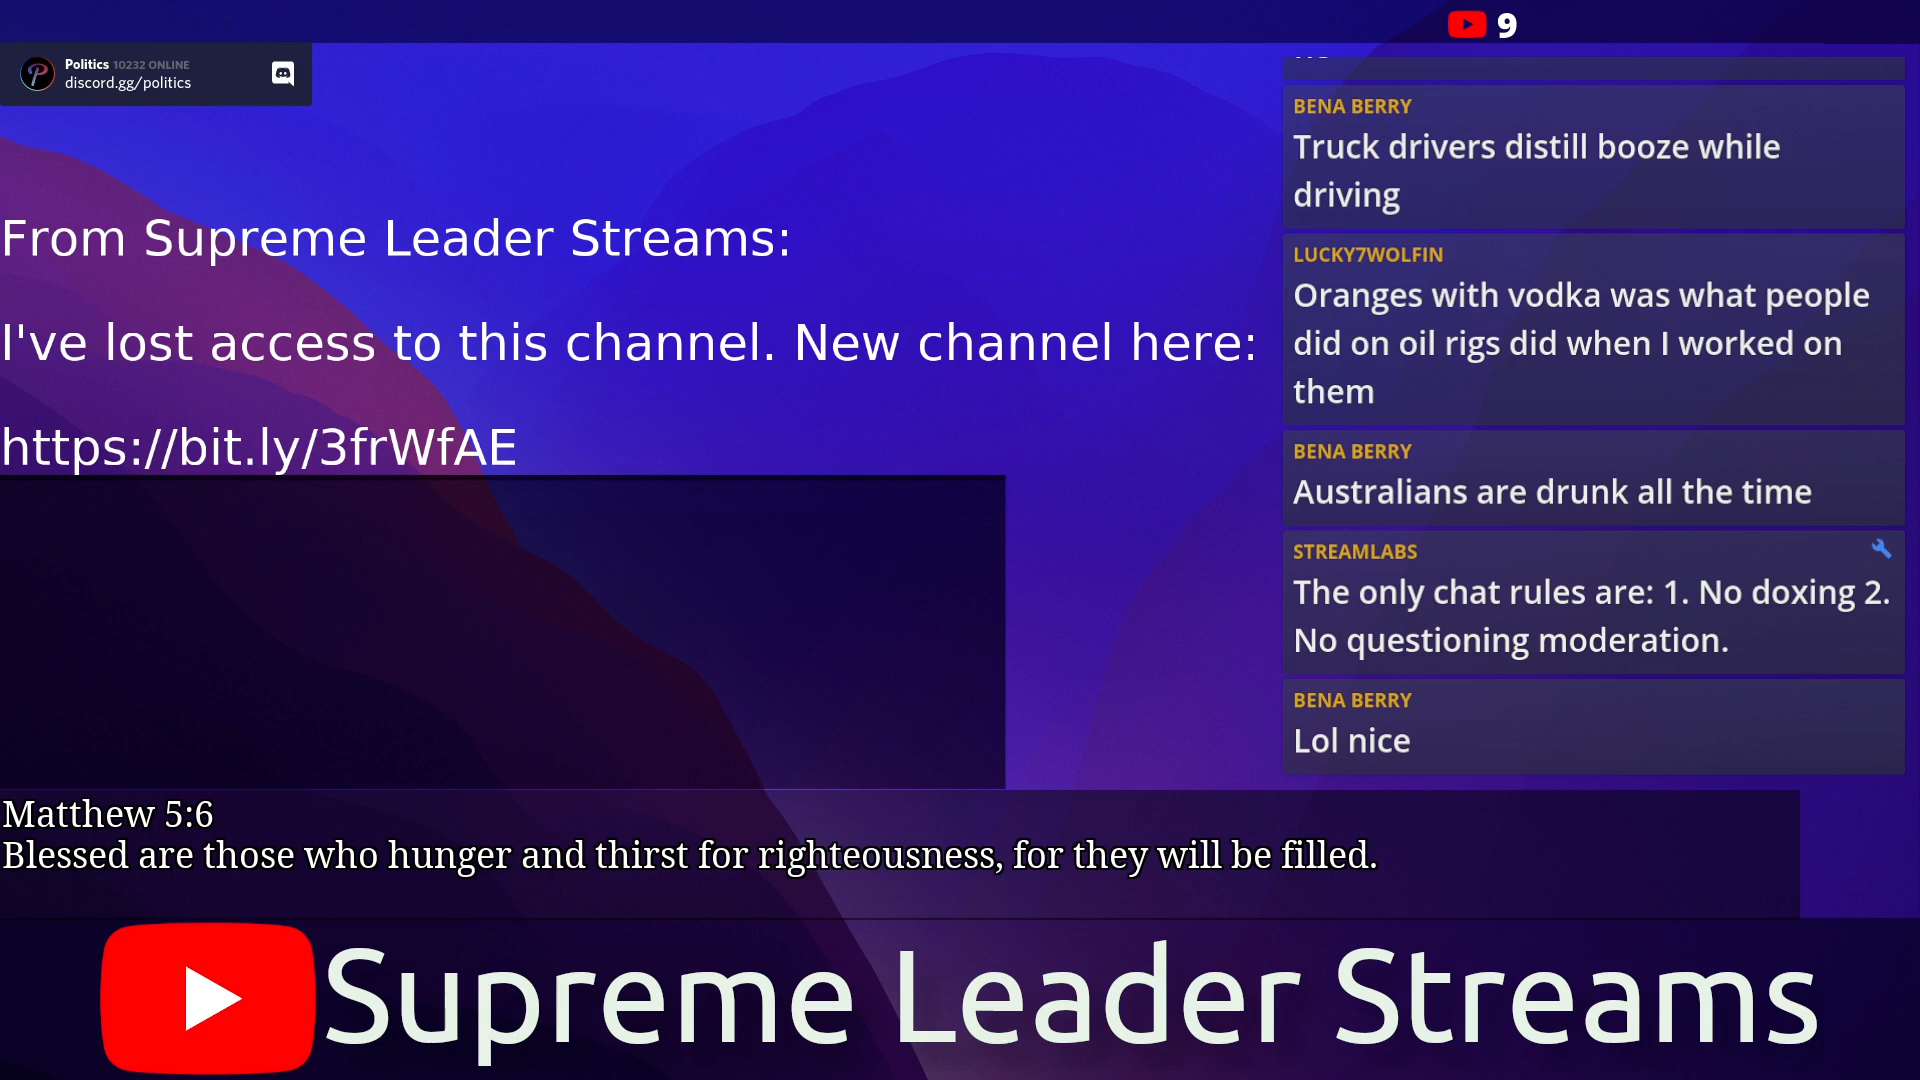 9
Politics 10232 ONLINE
discord.gg/politics
From Supreme Leader Streams:
I've lost access to this channel. New channel here:
https://bit.ly/3frWfAE
BENA BERRY
Truck drivers distill booze while
driving
LUCKY7WOLFIN
Oranges with vodka was what people
did on oil rigs did when I worked on
them
BENA BERRY
Australians are drunk all the time
STREAMLABS
The only chat rules are: 1. No doxing 2.
No questioning moderation.
BENA BERRY
Lol nice
Matthew 5:6
Blessed are those who hunger and thirst for righteousness, for they will be filled.
Supreme Leader Streams